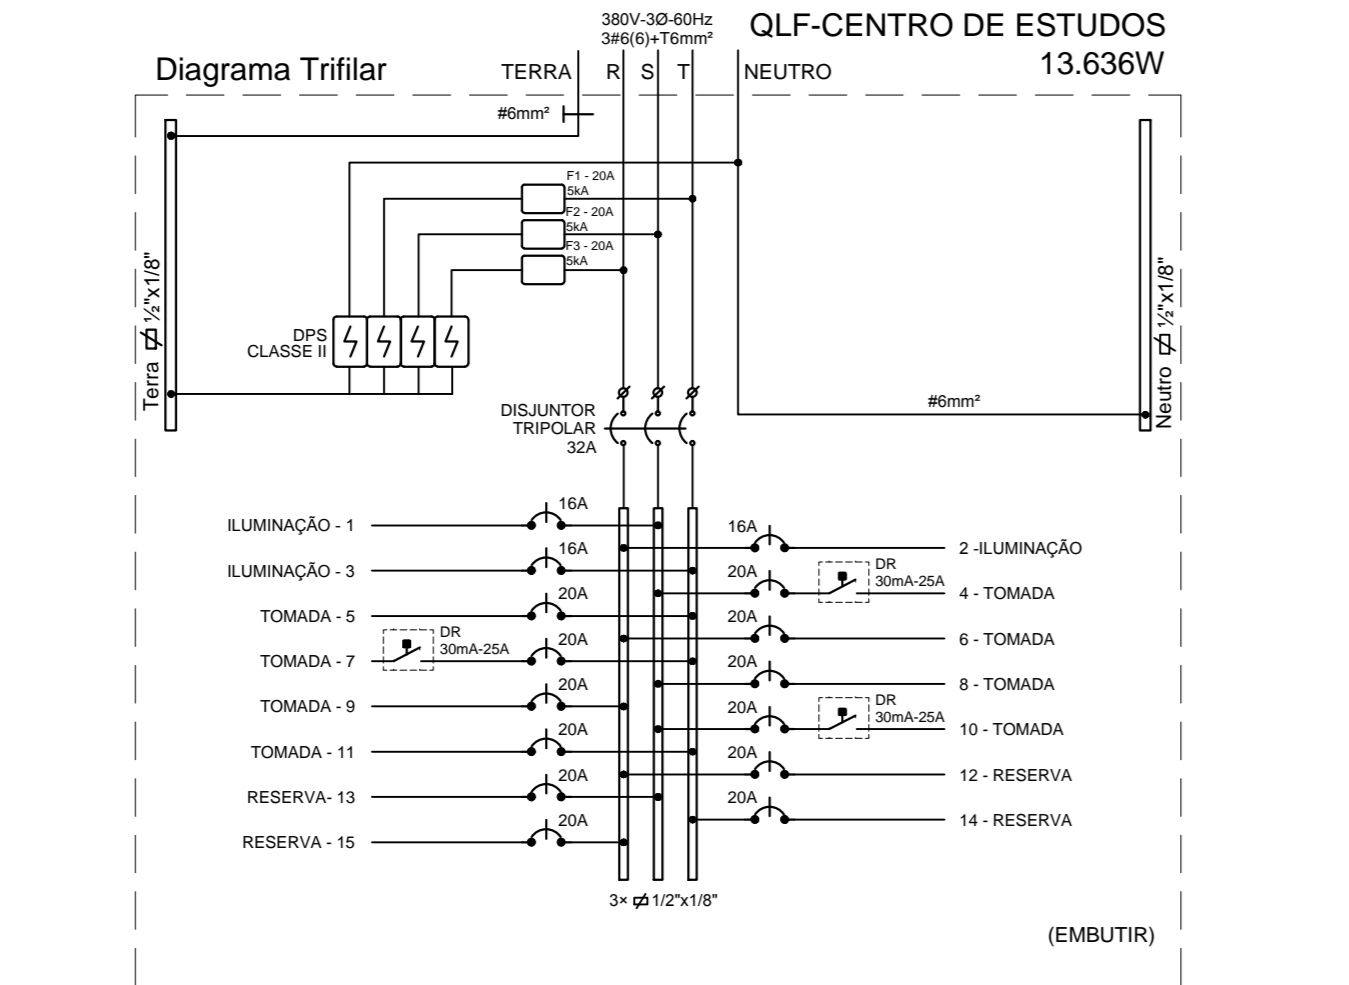 380V-3Ø-60Hz
3#6(6)+T6mm²
QLF-CENTRO DE ESTUDOS
13.636W
Diagrama Trifilar
TERRA
R
S
T
NEUTRO
#6mm²
F1 - 20A
5kA
F2 - 20A
5kA
F3 - 20A
5kA
Terra ½"x1/8"
Neutro ½"x1/8"
DPS
CLASSE II
#6mm²
DISJUNTOR
TRIPOLAR
32A
ILUMINAÇÃO - 1
16A
16A
2 -ILUMINAÇÃO
ILUMINAÇÃO - 3
16A
20A
DR
30mA-25A
4 - TOMADA
TOMADA - 5
20A
20A
6 - TOMADA
TOMADA - 7
DR
30mA-25A
20A
20A
8 - TOMADA
TOMADA - 9
20A
20A
DR
30mA-25A
10 - TOMADA
TOMADA - 11
20A
20A
12 - RESERVA
RESERVA- 13
20A
20A
14 - RESERVA
RESERVA - 15
20A
3× 1/2"x1/8"
(EMBUTIR)